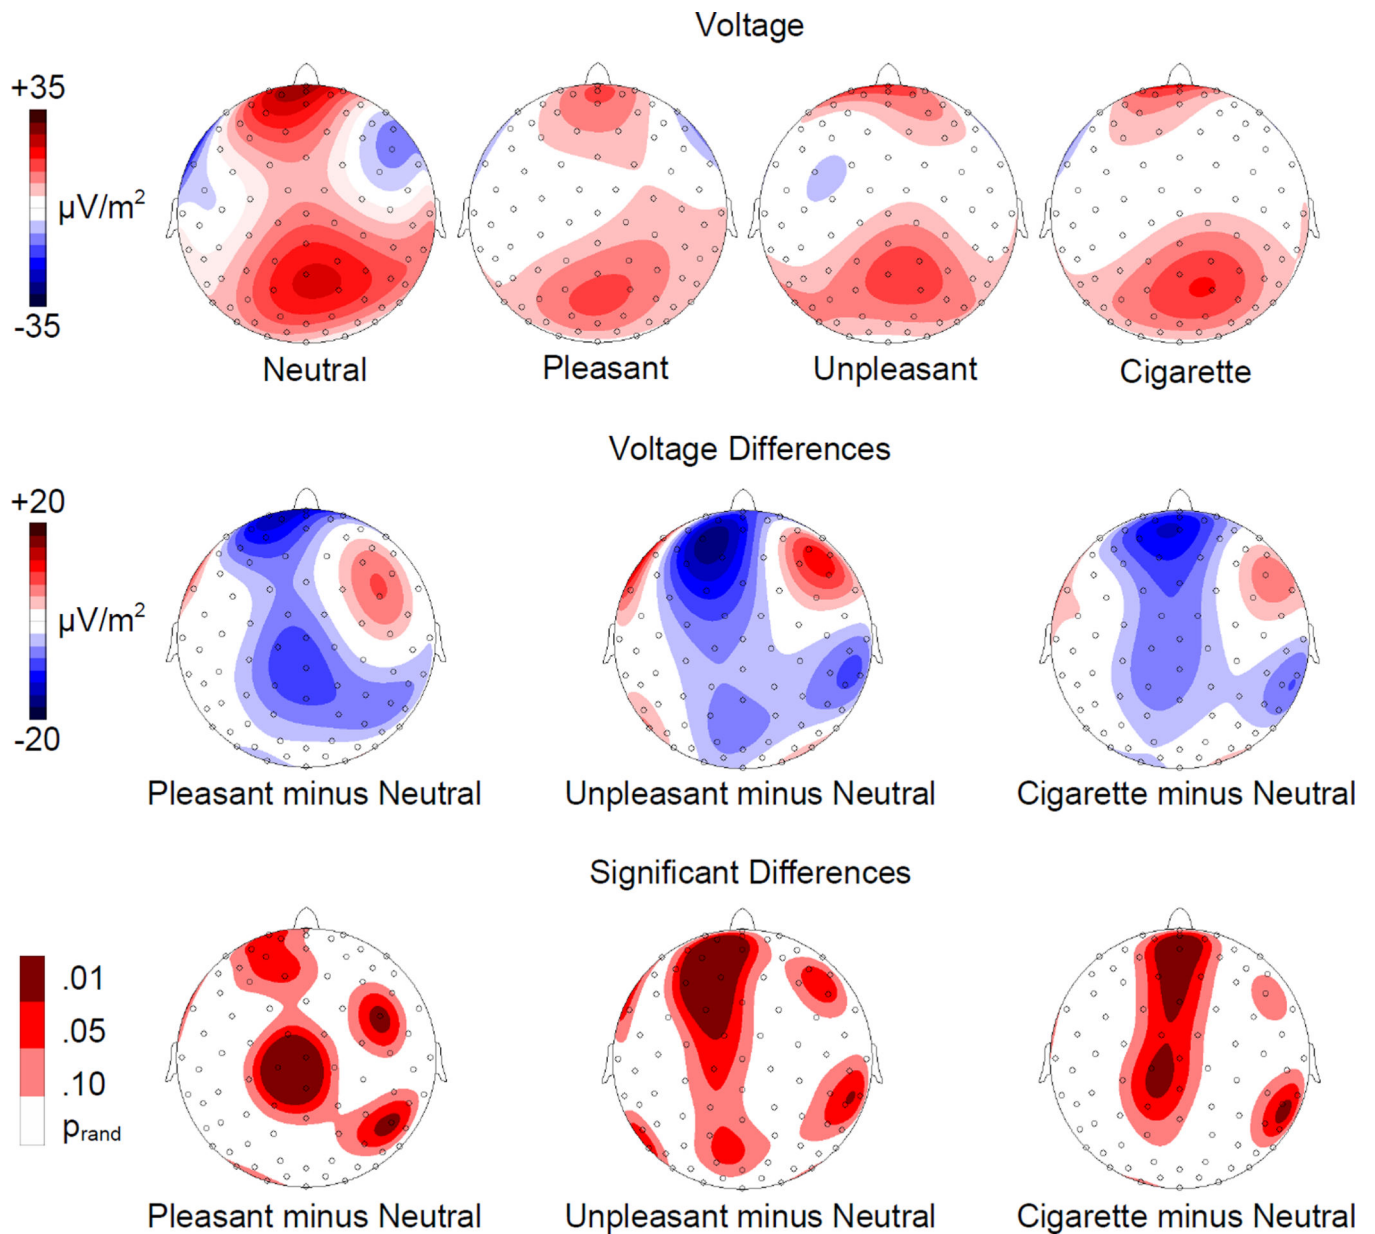 Voltage
+35
μV/m²
-35
Neutral
Pleasant
Unpleasant
Cigarette
Voltage Differences
+20
μV/m²
-20
Pleasant minus Neutral
Unpleasant minus Neutral
Cigarette minus Neutral
Significant Differences
.01
.05
.10
prand
Pleasant minus Neutral
Unpleasant minus Neutral
Cigarette minus Neutral